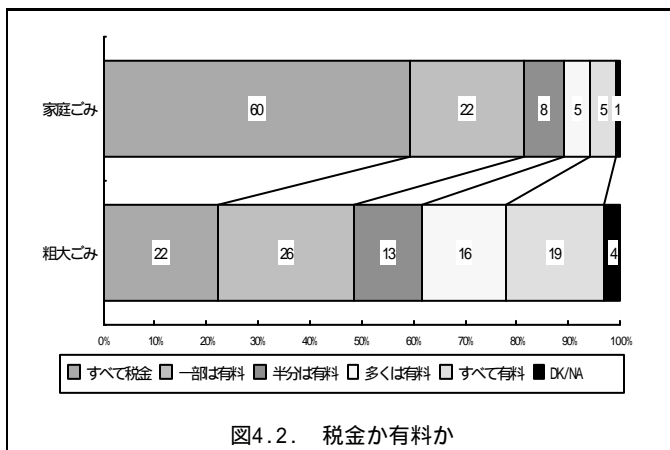 家庭ごみ 60 22 8 5 5 1
粗大ごみ 22 26 13 16 19 4
0% 10% 20% 30% 40% 50% 60% 70% 80% 90% 100%
すべて税金 一部は有料 半分は有料 多くは有料 すべて有料 DK/NA
図4.2. 税金か有料か